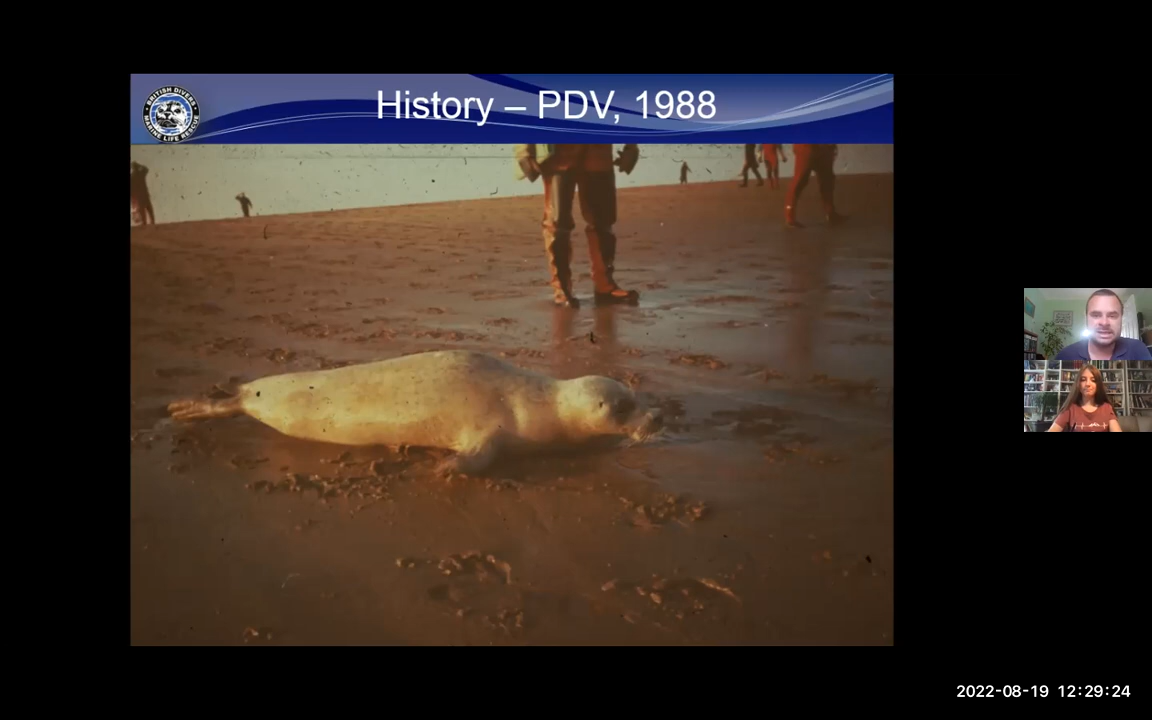 History – PDV, 1988
BRITISH DIVERS
MARINE LIFE RESCUE
2022-08-19 12:29:24